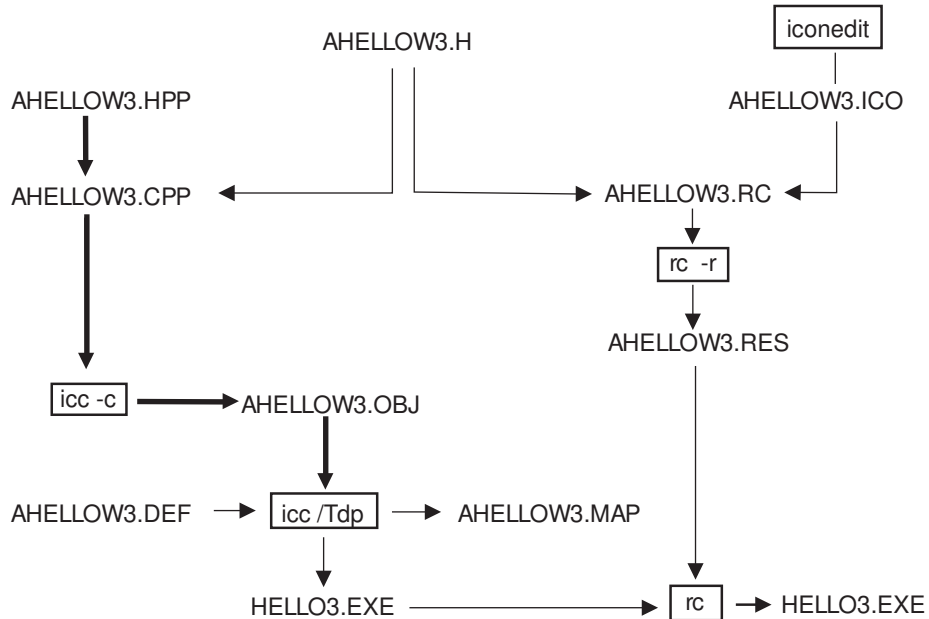 iconedit
AHELLOW3.H
AHELLOW3.HPP
AHELLOW3.ICO
AHELLOW3.CPP
AHELLOW3.RC
rc -r
AHELLOW3.RES
icc -c
AHELLOW3.OBJ
AHELLOW3.DEF
icc /Tdp
AHELLOW3.MAP
HELLO3.EXE
rc
HELLO3.EXE